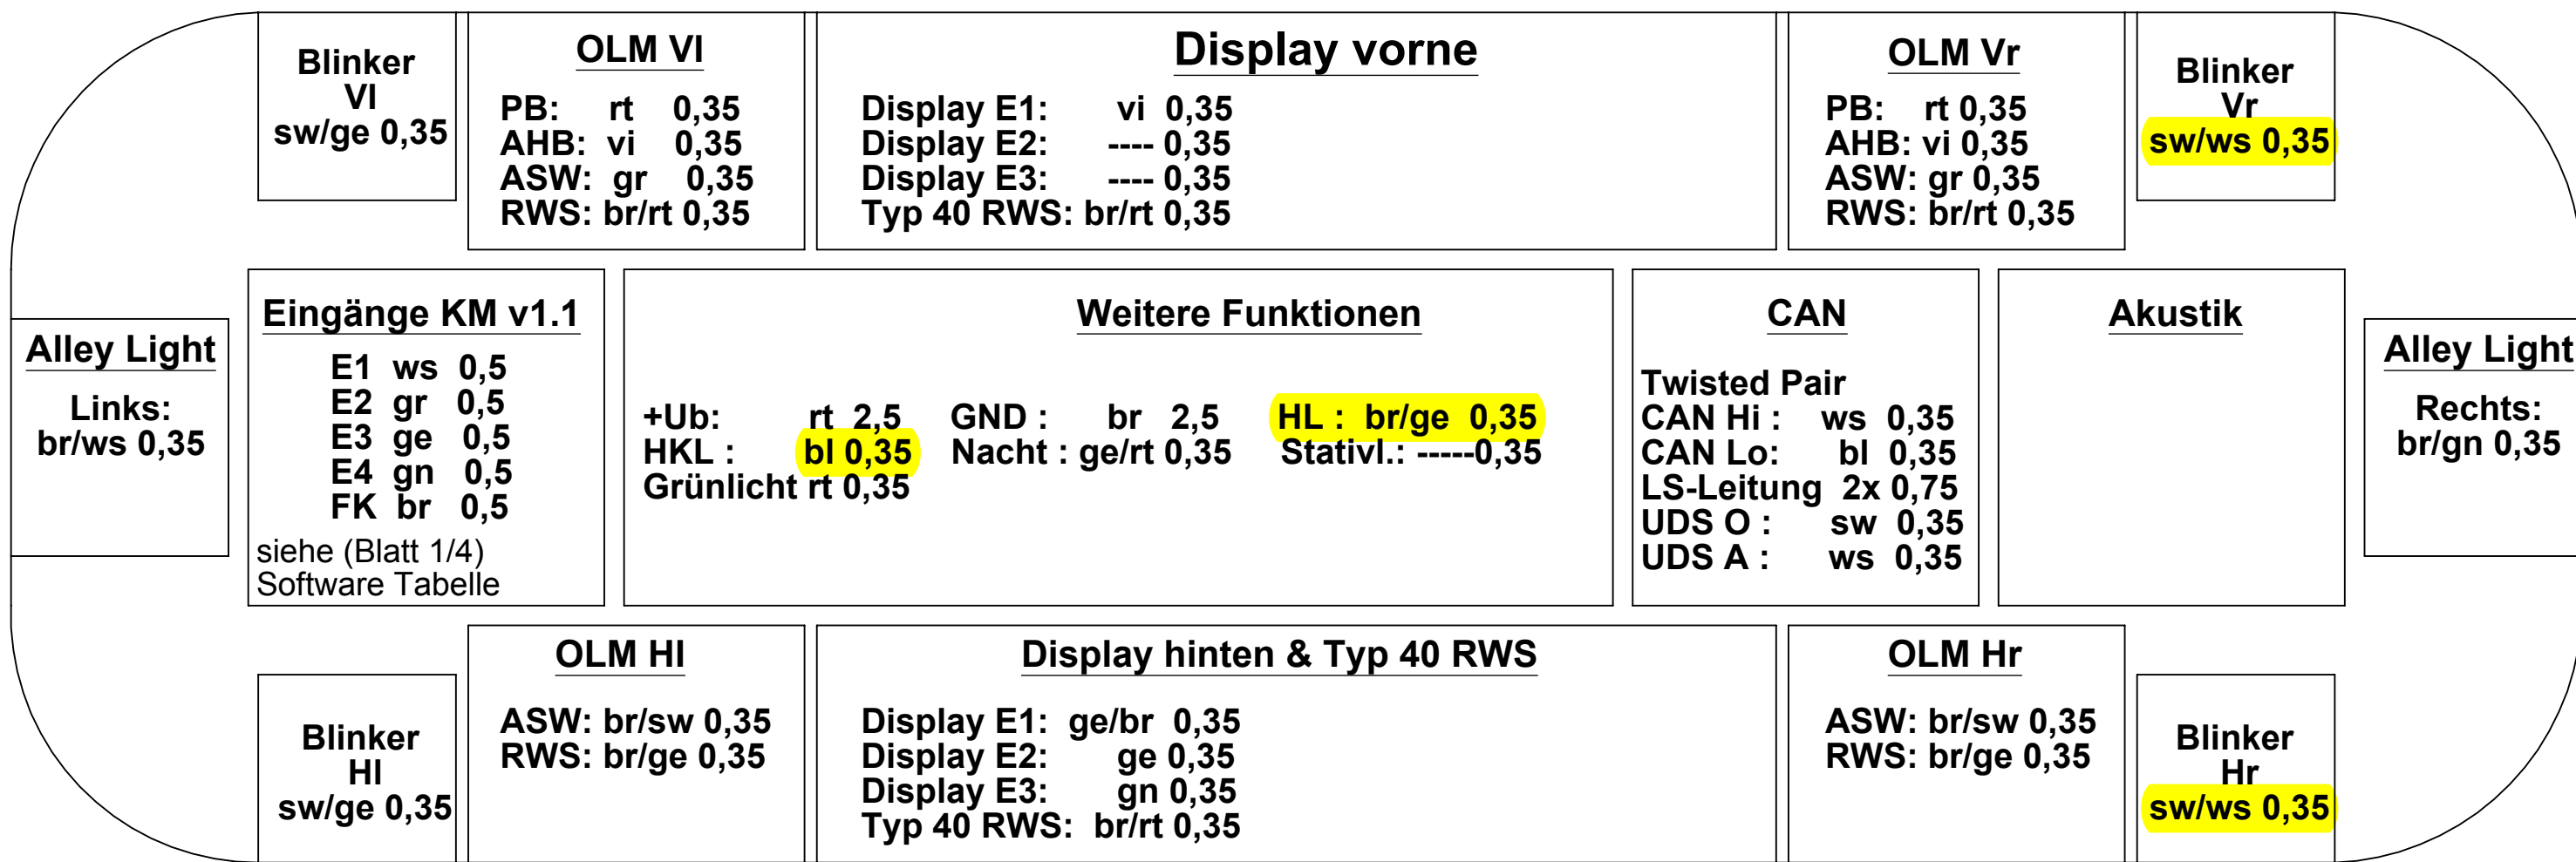 Blinker
Vl
sw/ge 0,35
OLM Vl
PB: rt 0,35
AHB: vi 0,35
ASW: gr 0,35
RWS: br/rt 0,35
Display vorne
Display E1: vi 0,35
Display E2: ---- 0,35
Display E3: ---- 0,35
Typ 40 RWS: br/rt 0,35
OLM Vr
PB: rt 0,35
AHB: vi 0,35
ASW: gr 0,35
RWS: br/rt 0,35
Blinker
Vr
sw/ws 0,35
Alley Light
Links:
br/ws 0,35
Eingänge KM v1.1
E1 ws 0,5
E2 gr 0,5
E3 ge 0,5
E4 gn 0,5
FK br 0,5
siehe (Blatt 1/4)
Software Tabelle
Weitere Funktionen
+Ub: rt 2,5 GND : br 2,5 HL : br/ge 0,35
HKL : bl 0,35 Nacht : ge/rt 0,35 Stativl.: -----0,35
Grünlicht rt 0,35
CAN
Twisted Pair
CAN Hi : ws 0,35
CAN Lo: bl 0,35
LS-Leitung 2x 0,75
UDS O : sw 0,35
UDS A : ws 0,35
Akustik
Alley Light
Rechts:
br/gn 0,35
Blinker
Hl
sw/ge 0,35
OLM Hl
ASW: br/sw 0,35
RWS: br/ge 0,35
Display hinten & Typ 40 RWS
Display E1: ge/br 0,35
Display E2: ge 0,35
Display E3: gn 0,35
Typ 40 RWS: br/rt 0,35
OLM Hr
ASW: br/sw 0,35
RWS: br/ge 0,35
Blinker
Hr
sw/ws 0,35